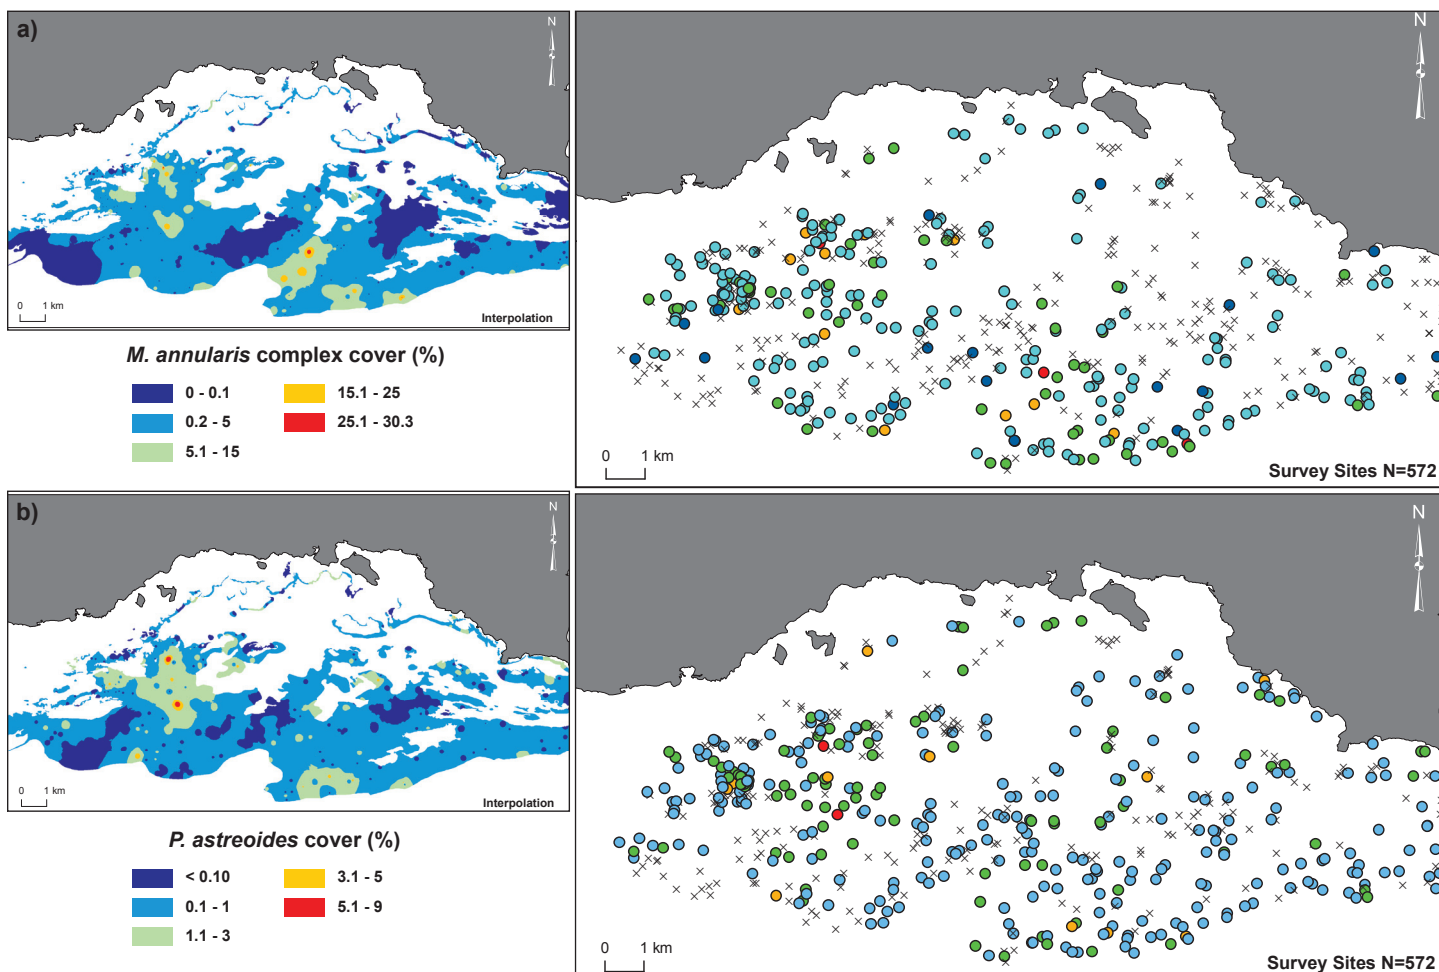 a)
N
0 1 km
Interpolation
N
0 1 km
Survey Sites N=572
M. annularis complex cover (%)
0 - 0.1
15.1 - 25
0.2 - 5
25.1 - 30.3
5.1 - 15
b)
N
0 1 km
Interpolation
N
0 1 km
Survey Sites N=572
P. astreoides cover (%)
< 0.10
3.1 - 5
0.1 - 1
5.1 - 9
1.1 - 3